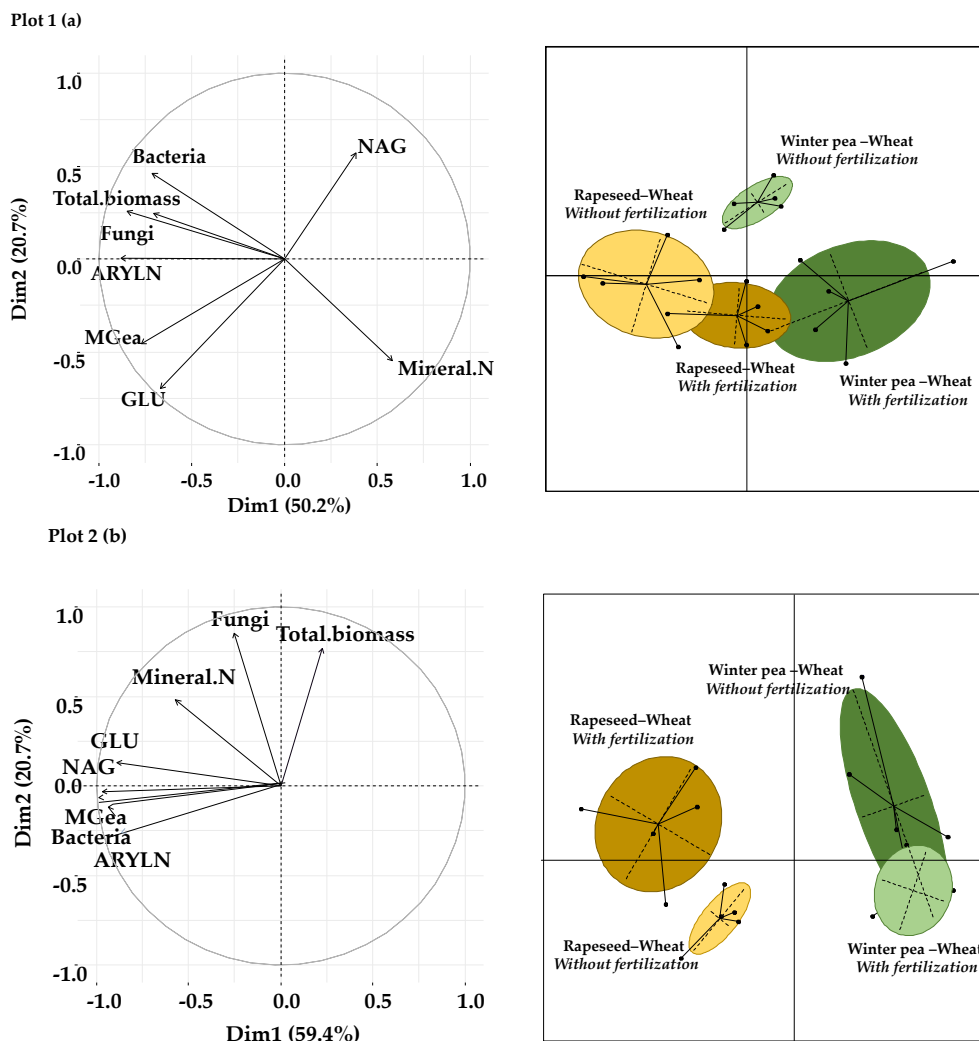 Plot 1 (a)
1.0
0.5
0.0
-0.5
-1.0
Dim2 (20.7%)
NAG
Bacteria
Total.biomass
Fungi
ARYLN
MGea
Mineral.N
GLU
-1.0
-0.5
0.0
0.5
1.0
Dim1 (50.2%)
Winter pea –Wheat
Without fertilization
Rapeseed–Wheat
Without fertilization
Rapeseed–Wheat
With fertilization
Winter pea –Wheat
With fertilization
Plot 2 (b)
1.0
0.5
0.0
-0.5
-1.0
Dim2 (20.7%)
Fungi
Total.biomass
Mineral.N
GLU
NAG
MGea
Bacteria
ARYLN
-1.0
-0.5
0.0
0.5
1.0
Dim1 (59.4%)
Winter pea –Wheat
Without fertilization
Rapeseed–Wheat
With fertilization
Rapeseed–Wheat
Without fertilization
Winter pea –Wheat
With fertilization